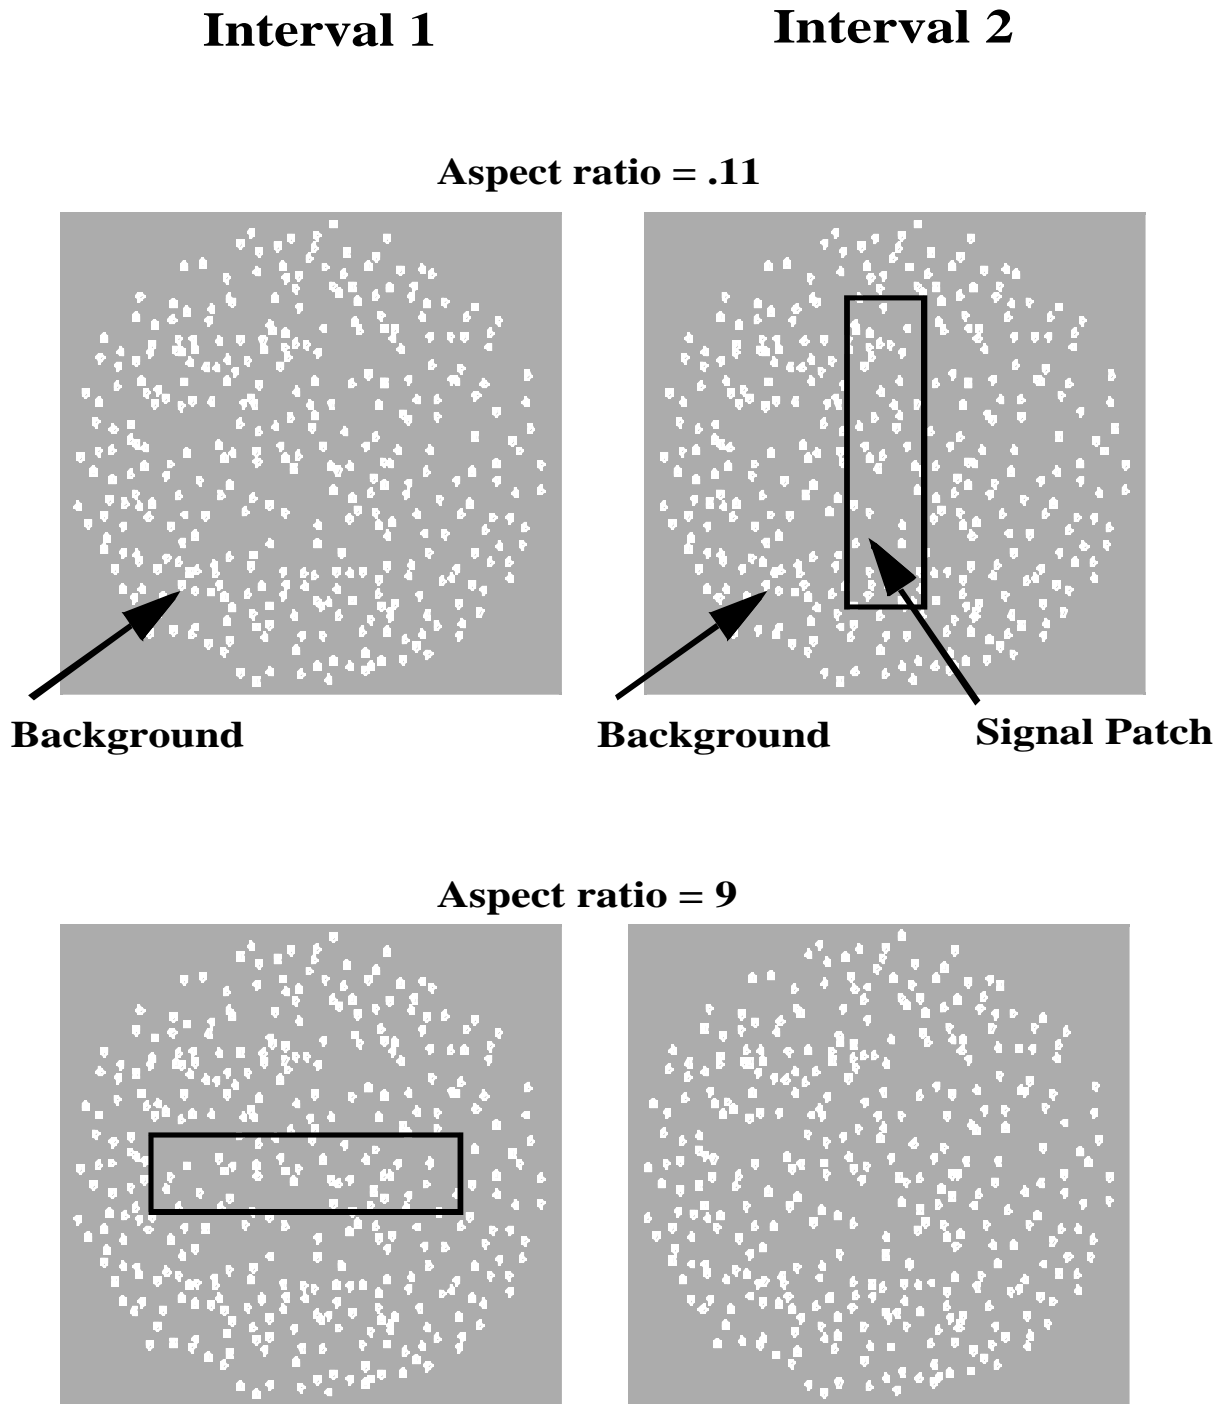 Interval 1
Interval 2
Aspect ratio = .11
Background
Background
Signal Patch
Aspect ratio = 9